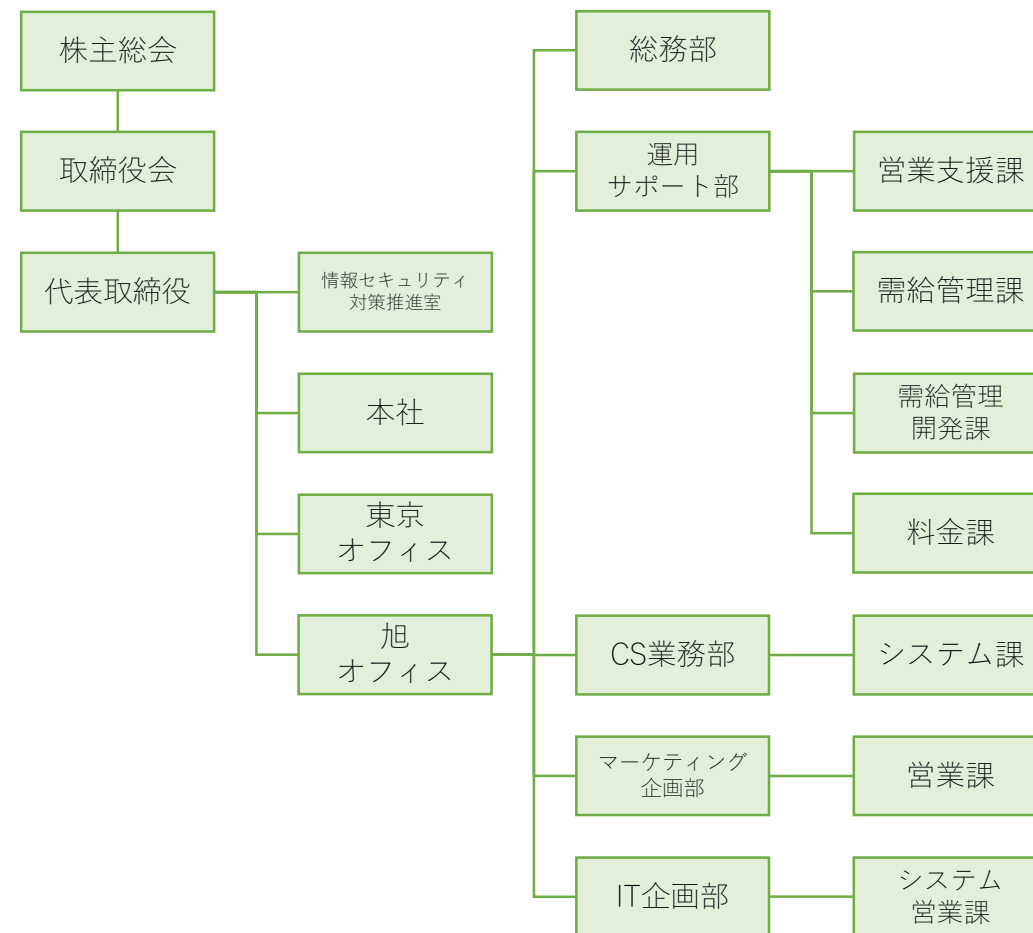 株主総会
取締役会
代表取締役
情報セキュリティ
対策推進室
本社
東京
オフィス
旭
オフィス
総務部
運用
サポート部
営業支援課
需給管理課
需給管理
開発課
料金課
CS業務部
システム課
マーケティング
企画部
営業課
IT企画部
システム
営業課